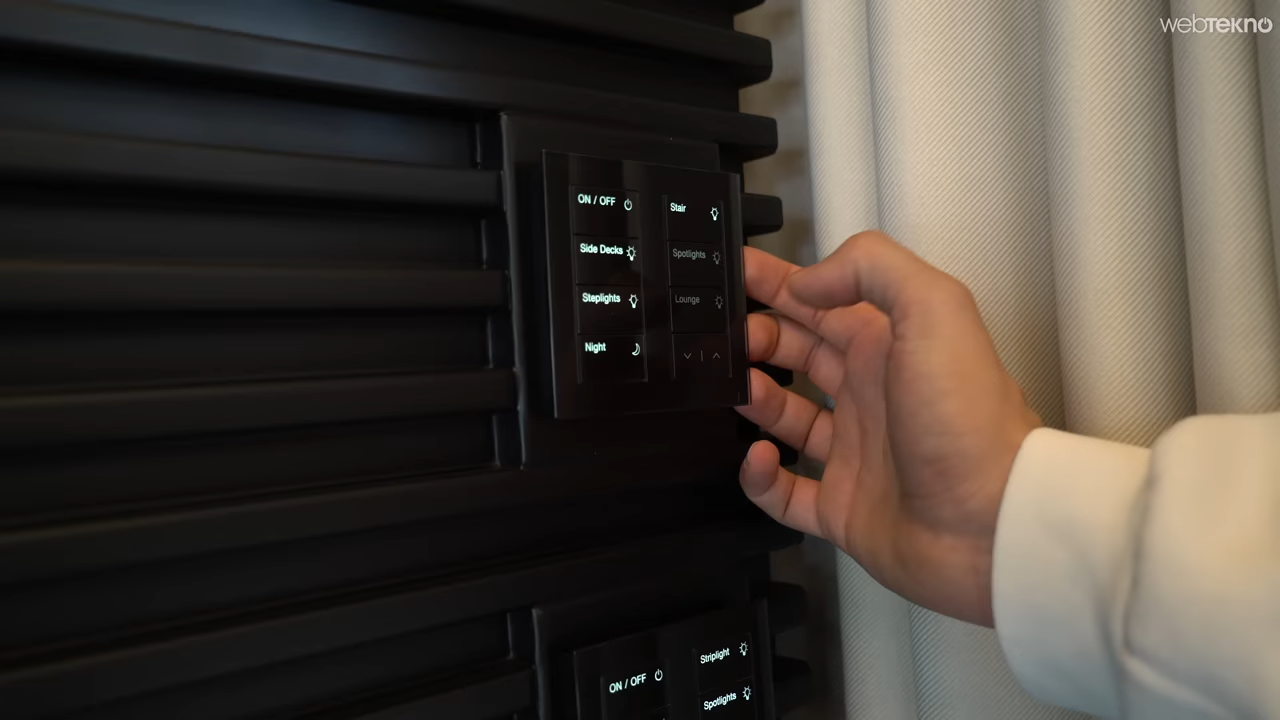 webtekno
ON / OFF
Side Decks
Steplights
Night
Stair
Spotlights
Lounge
ON / OFF
Striplight
Spotlights